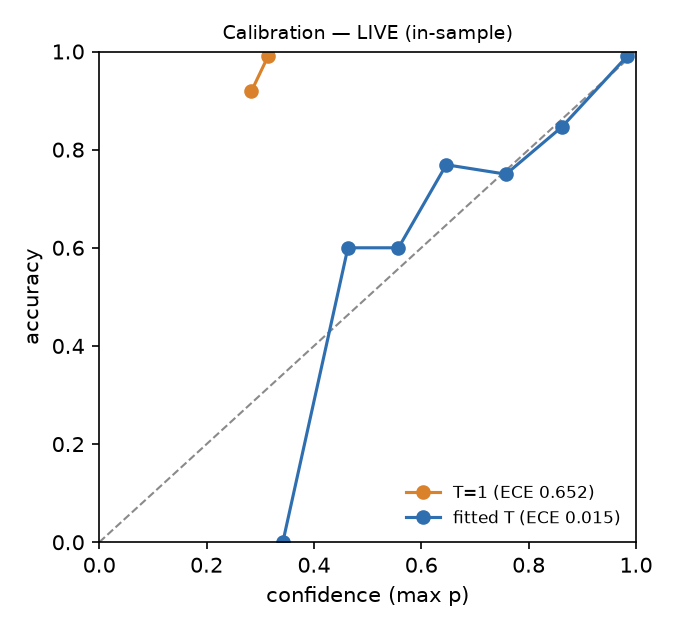 Calibration — LIVE (in-sample)
1.0
0.8
0.6
0.4
0.2
0.0
accuracy
T=1 (ECE 0.652)
fitted T (ECE 0.015)
0.0 0.2 0.4 0.6 0.8 1.0
confidence (max p)